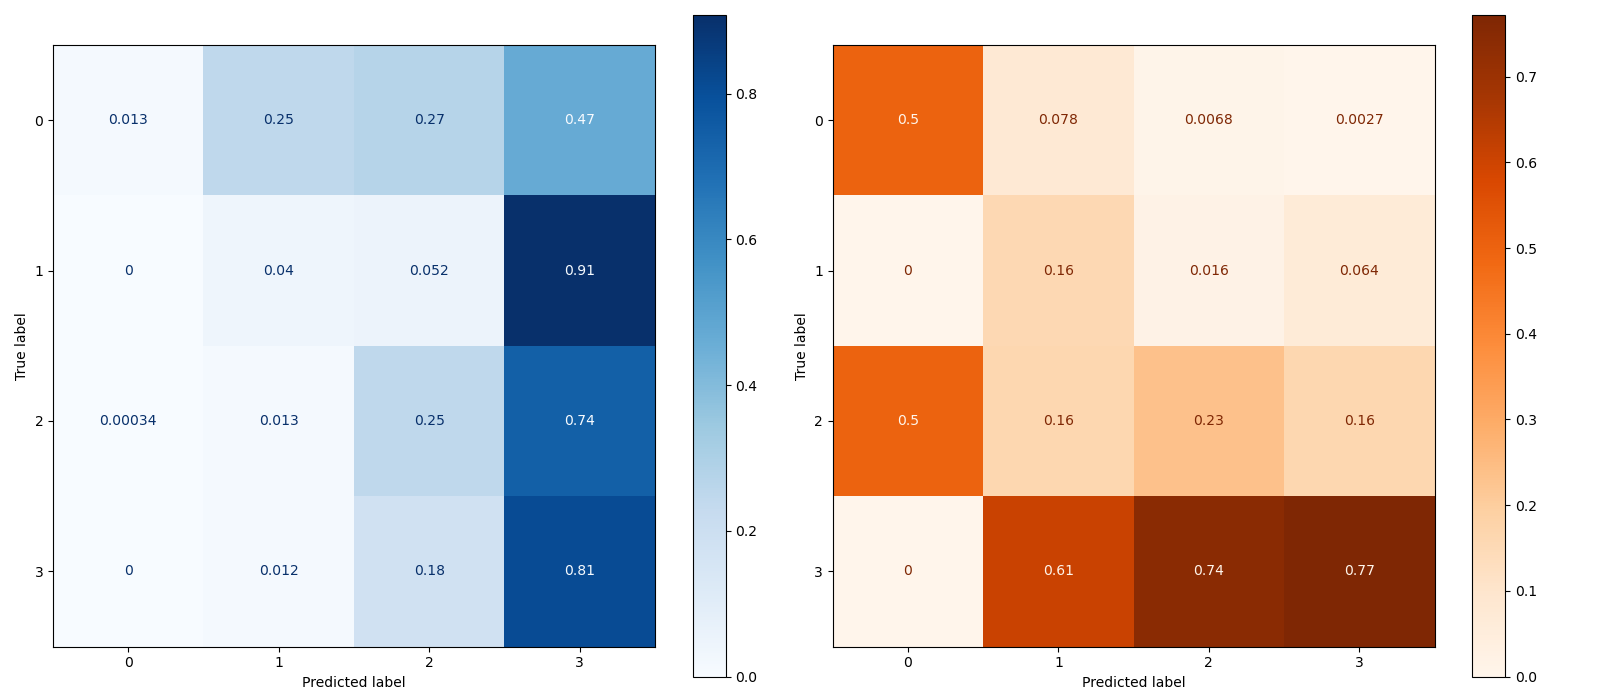 0 0.013 0.25 0.27 0.47
1 0 0.04 0.052 0.91
2 0.00034 0.013 0.25 0.74
3 0 0.012 0.18 0.81
0 1 2 3
True label
Predicted label
0.8
0.6
0.4
0.2
0.0
0 0.5 0.078 0.0068 0.0027
1 0 0.16 0.016 0.064
2 0.5 0.16 0.23 0.16
3 0 0.61 0.74 0.77
0 1 2 3
True label
Predicted label
0.7
0.6
0.5
0.4
0.3
0.2
0.1
0.0